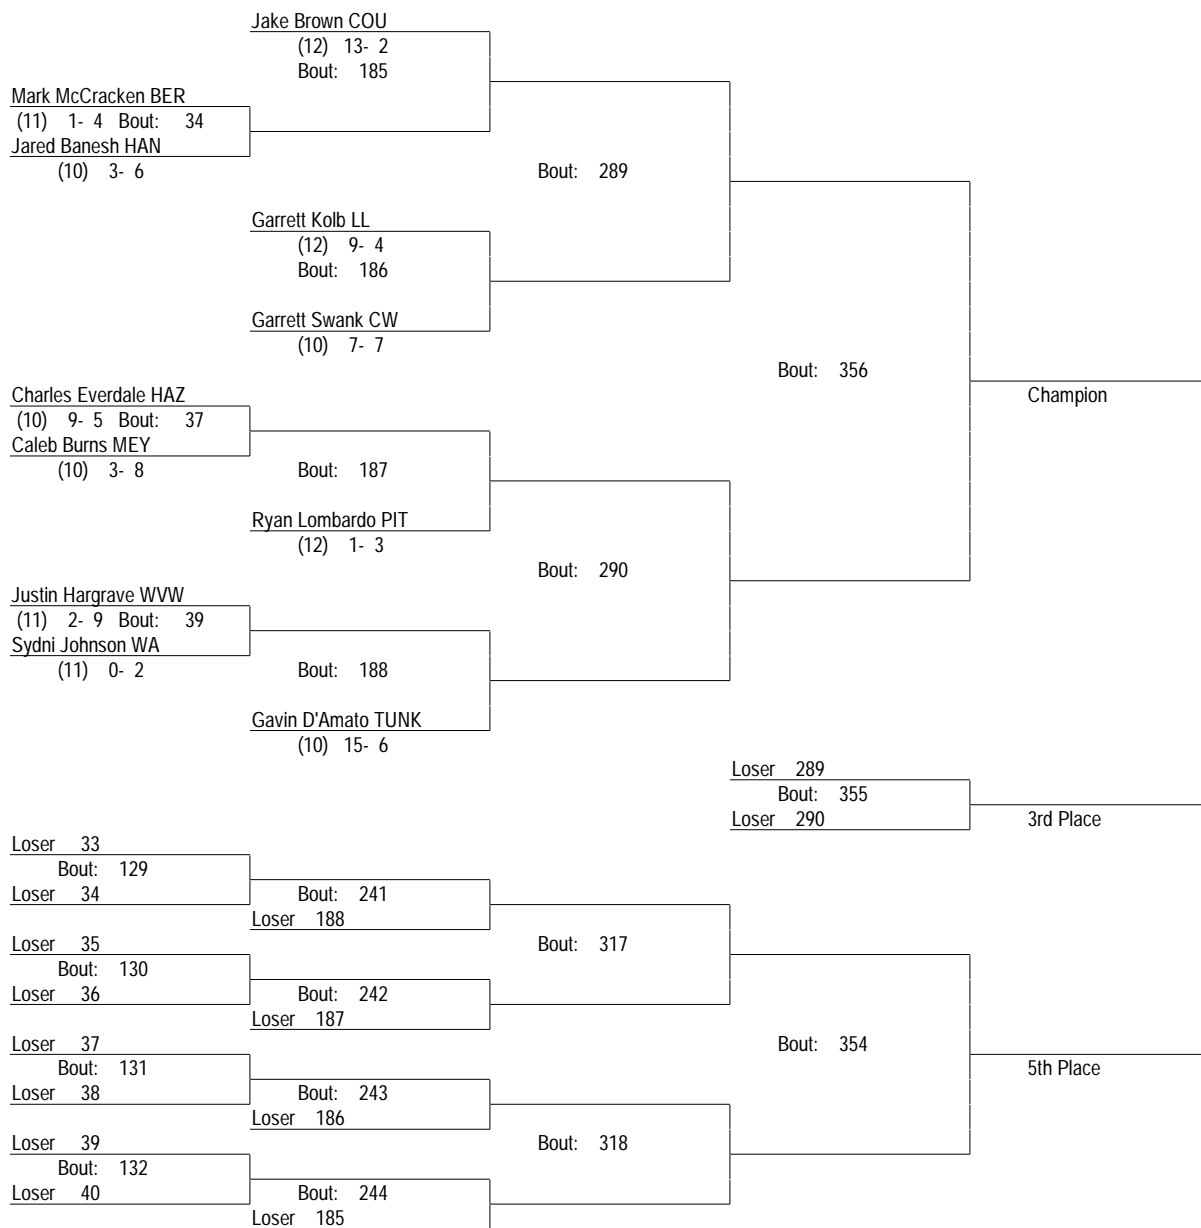 Jake Brown COU
(12) 13- 2
Bout: 185
Mark McCracken BER
(11) 1- 4 Bout: 34
Jared Banesh HAN
(10) 3- 6
Bout: 289
Garrett Kolb LL
(12) 9- 4
Bout: 186
Garrett Swank CW
(10) 7- 7
Bout: 356
Champion
Charles Everdale HAZ
(10) 9- 5 Bout: 37
Caleb Burns MEY
(10) 3- 8
Bout: 187
Ryan Lombardo PIT
(12) 1- 3
Bout: 290
Justin Hargrave WVW
(11) 2- 9 Bout: 39
Sydni Johnson WA
(11) 0- 2
Bout: 188
Gavin D'Amato TUNK
(10) 15- 6
Loser 289
Bout: 355
Loser 290
3rd Place
Loser 33
Bout: 129
Loser 34
Bout: 241
Loser 188
Loser 35
Bout: 317
Bout: 130
Loser 36
Bout: 242
Loser 187
Loser 37
Bout: 354
Bout: 131
5th Place
Loser 38
Bout: 243
Loser 186
Loser 39
Bout: 318
Bout: 132
Loser 40
Bout: 244
Loser 185